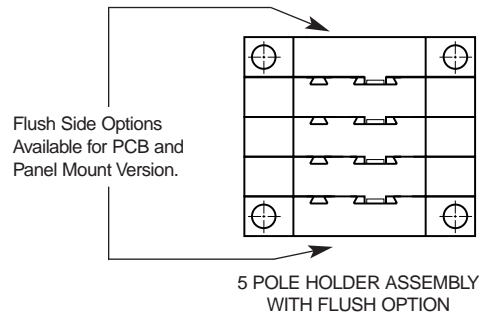 Flush Side Options
Available for PCB and
Panel Mount Version.
5 POLE HOLDER ASSEMBLY
WITH FLUSH OPTION